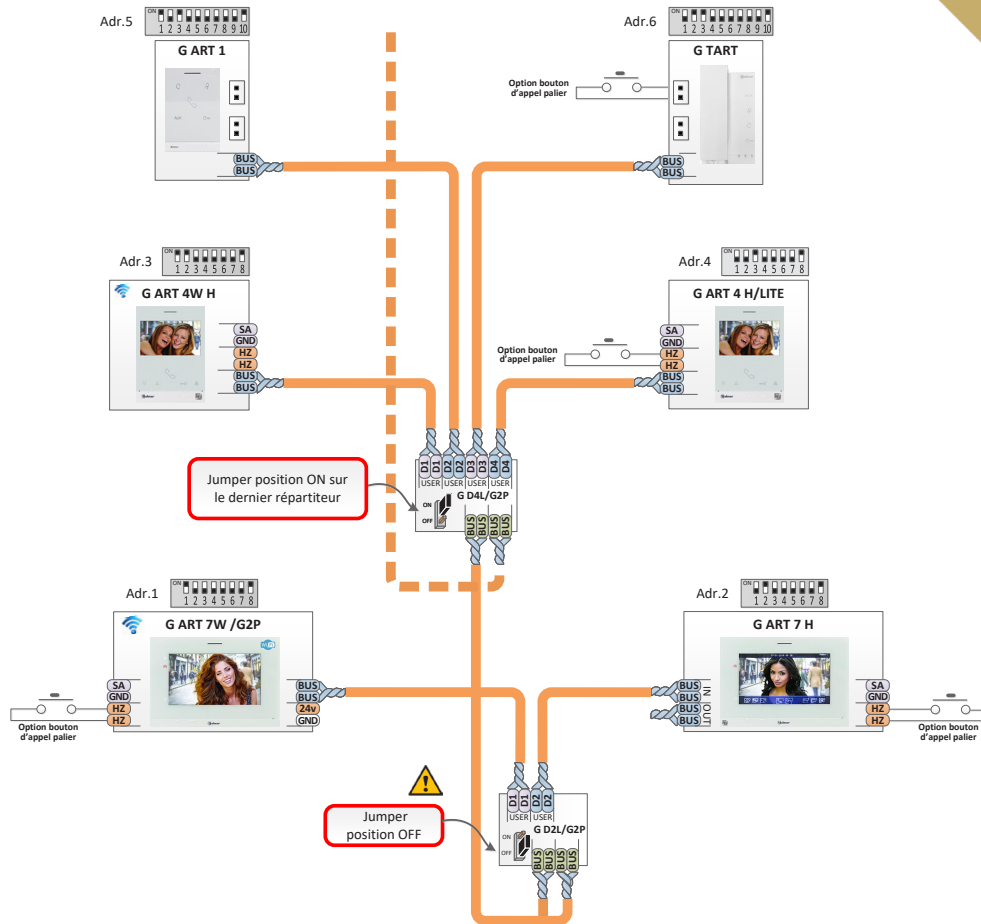 Adr.5
ON
1 2 3 4 5 6 7 8 9 10
G ART 1
BUS
BUS
Adr.6
ON
1 2 3 4 5 6 7 8 9 10
G TART
Option bouton
d'appel palier
BUS
BUS
Adr.3
ON
1 2 3 4 5 6 7 8
G ART 4W H
SA
GND
HZ
HZ
BUS
BUS
Adr.4
ON
1 2 3 4 5 6 7 8
G ART 4 H/LITE
Option bouton
d'appel palier
SA
GND
HZ
HZ
BUS
BUS
D1 D1 D2 D2 D3 D3 D4 D4
USER USER USER USER
G D4L/G2P
ON
OFF
BUS BUS BUS BUS
Jumper position ON sur
le dernier répartiteur
Adr.1
ON
1 2 3 4 5 6 7 8
G ART 7W /G2P
SA
GND
HZ
HZ
Option bouton
d'appel palier
BUS
BUS
24v
GND
Adr.2
ON
1 2 3 4 5 6 7 8
G ART 7 H
BUS
BUS
IN
BUS
BUS
OUT
SA
GND
HZ
HZ
Option bouton
d'appel palier
D1 D1 D2 D2
USER USER
G D2L/G2P
ON
OFF
BUS BUS BUS BUS
Jumper
position OFF